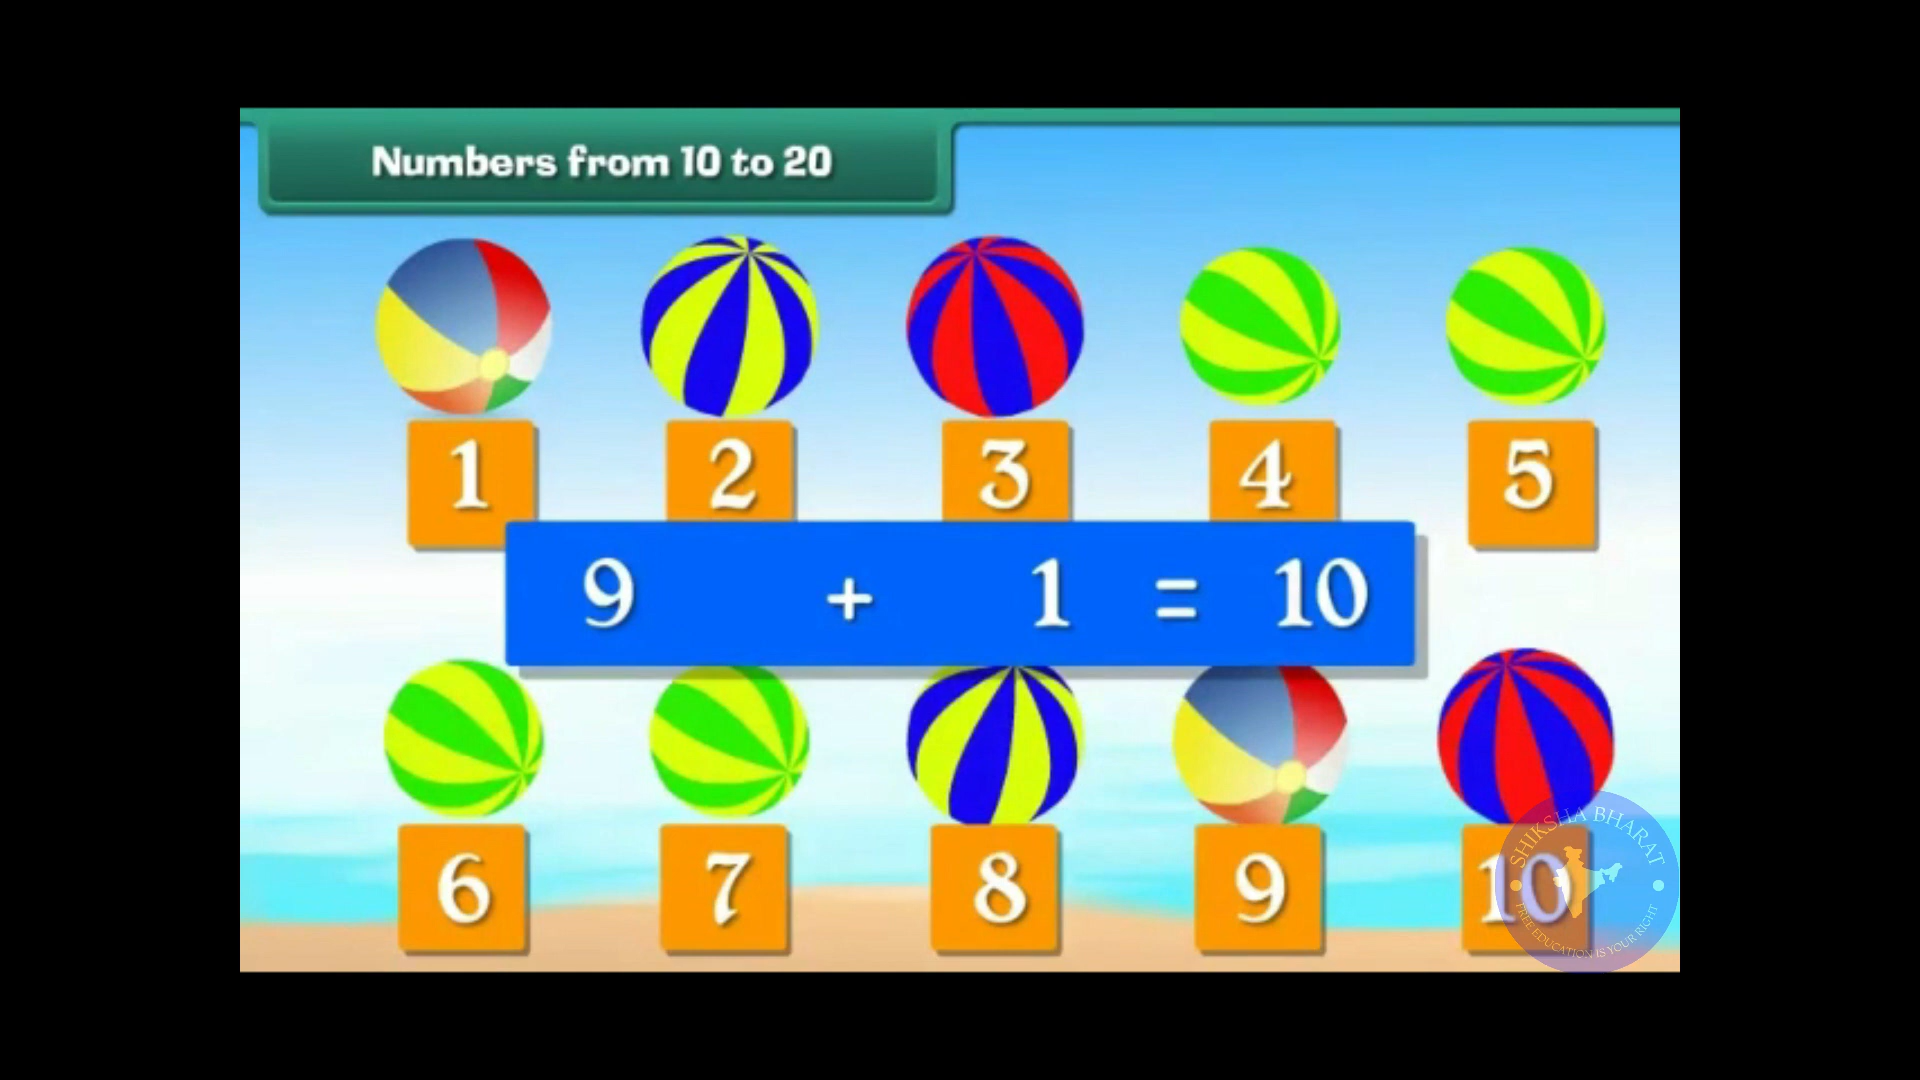 Numbers from 10 to 20
1 2 3 4 5
9 + 1 = 10
6 7 8 9 10
SHIKSHA BHARAT
FREE EDUCATION IS YOUR RIGHT